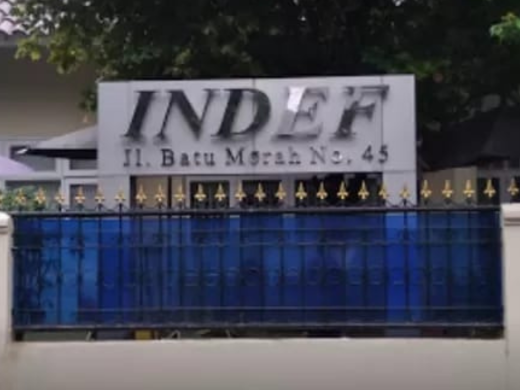 INDEF
Jl. Batu Merah No. 45